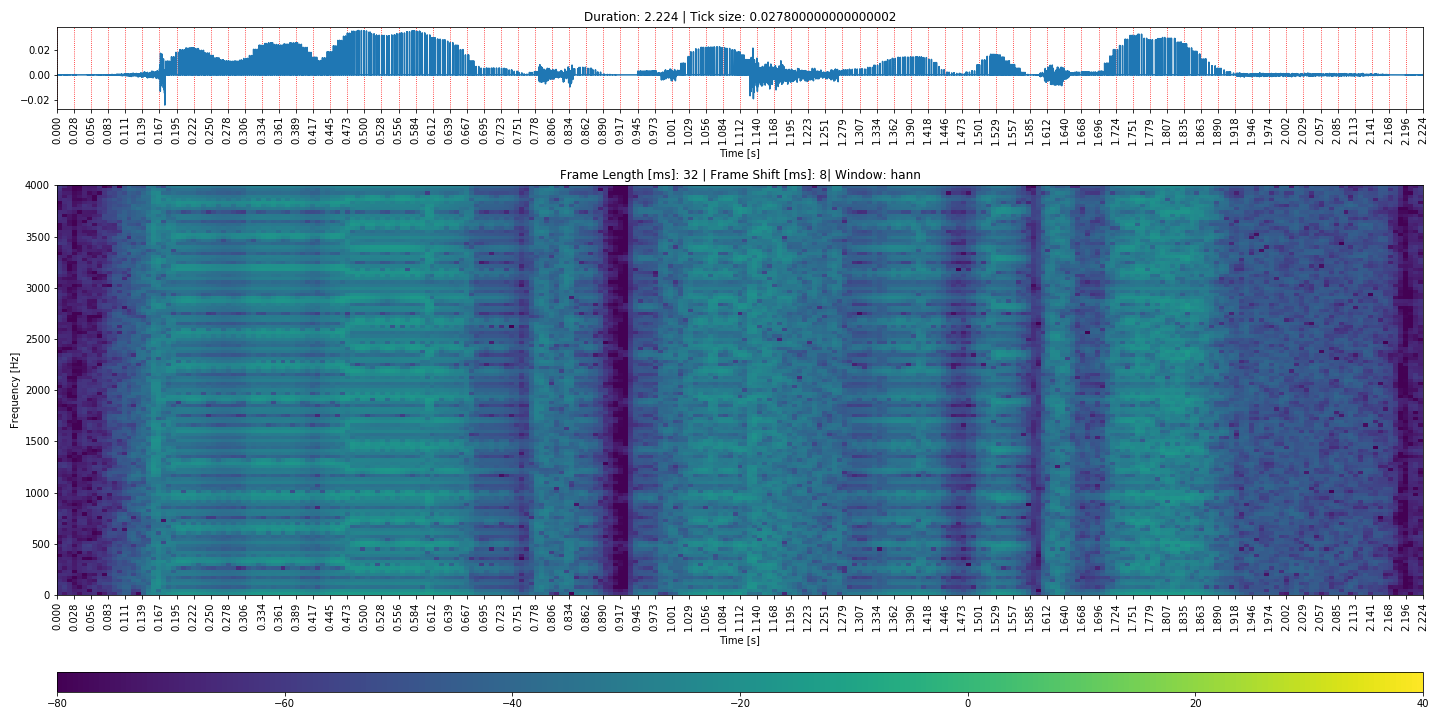 Duration: 2.224 | Tick size: 0.027800000000000002
0.02
0.00
−0.02
0.000 0.028 0.056 0.083 0.111 0.139 0.167 0.195 0.222 0.250 0.278 0.306 0.334 0.361 0.389 0.417 0.445 0.473 0.500 0.528 0.556 0.584 0.612 0.639 0.667 0.695 0.723 0.751 0.778 0.806 0.834 0.862 0.890 0.917 0.945 0.973 1.001 1.029 1.056 1.084 1.112 1.140 1.168 1.195 1.223 1.251 1.279 1.307 1.334 1.362 1.390 1.418 1.446 1.473 1.501 1.529 1.557 1.585 1.612 1.640 1.668 1.696 1.724 1.751 1.779 1.807 1.835 1.863 1.890 1.918 1.946 1.974 2.002 2.029 2.057 2.085 2.113 2.141 2.168 2.196 2.224
Time [s]
Frame Length [ms]: 32 | Frame Shift [ms]: 8| Window: hann
Frequency [Hz]
4000
3500
3000
2500
2000
1500
1000
500
0
0.000 0.028 0.056 0.083 0.111 0.139 0.167 0.195 0.222 0.250 0.278 0.306 0.334 0.361 0.389 0.417 0.445 0.473 0.500 0.528 0.556 0.584 0.612 0.639 0.667 0.695 0.723 0.751 0.778 0.806 0.834 0.862 0.890 0.917 0.945 0.973 1.001 1.029 1.056 1.084 1.112 1.140 1.168 1.195 1.223 1.251 1.279 1.307 1.334 1.362 1.390 1.418 1.446 1.473 1.501 1.529 1.557 1.585 1.612 1.640 1.668 1.696 1.724 1.751 1.779 1.807 1.835 1.863 1.890 1.918 1.946 1.974 2.002 2.029 2.057 2.085 2.113 2.141 2.168 2.196 2.224
Time [s]
−80 −60 −40 −20 0 20 40